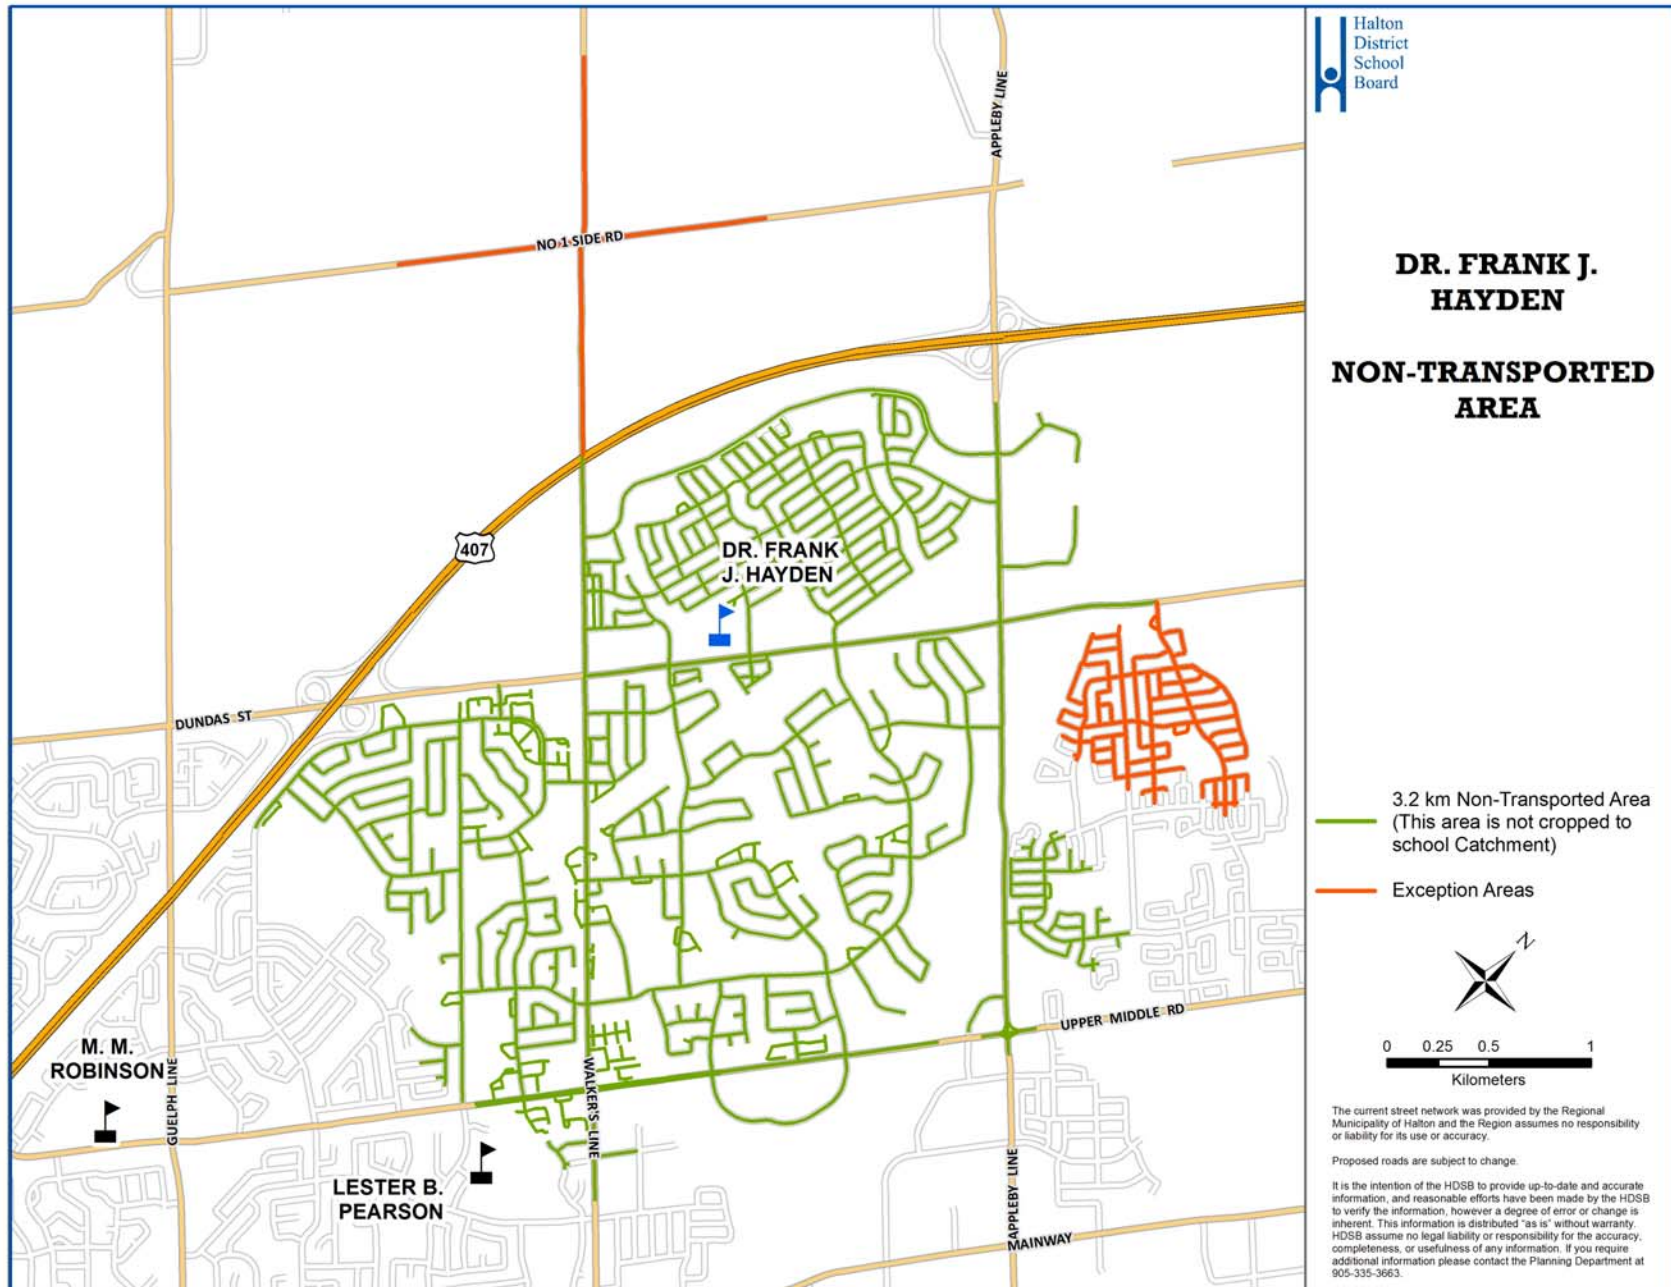 Halton
District
School
Board
DR. FRANK J.
HAYDEN
NON-TRANSPORTED
AREA
APPLEBY LINE
NO 1 SIDE RD
407
DR. FRANK
J. HAYDEN
DUNDAS ST
3.2 km Non-Transported Area
(This area is not cropped to
school Catchment)
Exception Areas
N
0 0.25 0.5 1
Kilometers
UPPER MIDDLE RD
M. M.
ROBINSON
GUELPH LINE
WALKER'S LINE
LESTER B.
PEARSON
APPLEBY LINE
MAINWAY
The current street network was provided by the Regional
Municipality of Halton and the Region assumes no responsibility
or liability for its use or accuracy.
Proposed roads are subject to change.
It is the intention of the HDSB to provide up-to-date and accurate
information, and reasonable efforts have been made by the HDSB
to verify the information, however a degree of error or change is
inherent. This information is distributed "as is" without warranty.
HDSB assume no legal liability or responsibility for the accuracy,
completeness, or usefulness of any information. If you require
additional information please contact the Planning Department at
905-335-3663.